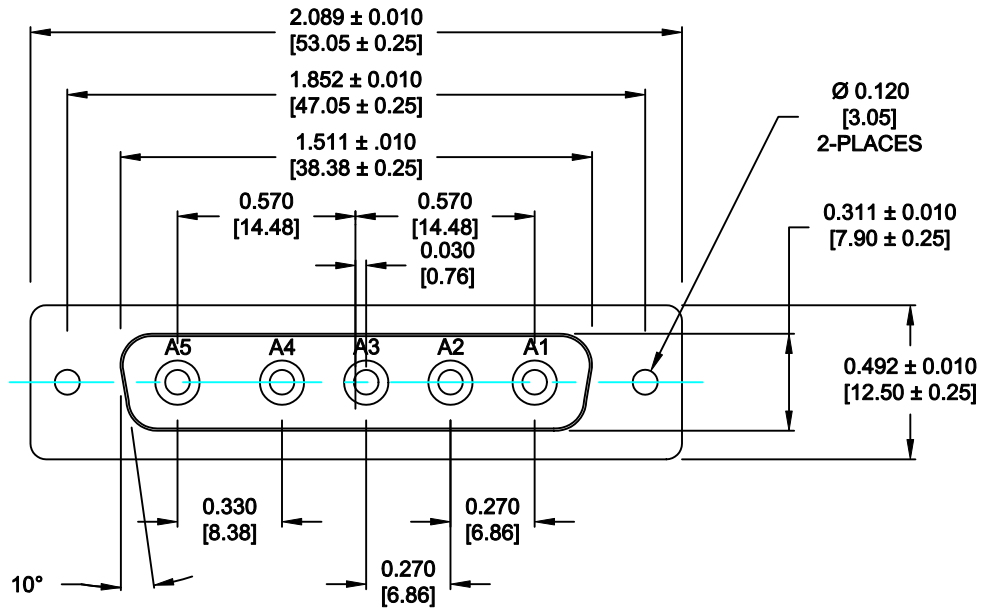 2.089 ± 0.010
[53.05 ± 0.25]
1.852 ± 0.010
[47.05 ± 0.25]
Ø 0.120
[3.05]
2-PLACES
1.511 ± .010
[38.38 ± 0.25]
0.570
[14.48]
0.570
[14.48]
0.311 ± 0.010
[7.90 ± 0.25]
0.030
[0.76]
A5
A4
A3
A2
A1
0.492 ± 0.010
[12.50 ± 0.25]
0.330
[8.38]
0.270
[6.86]
10°
0.270
[6.86]